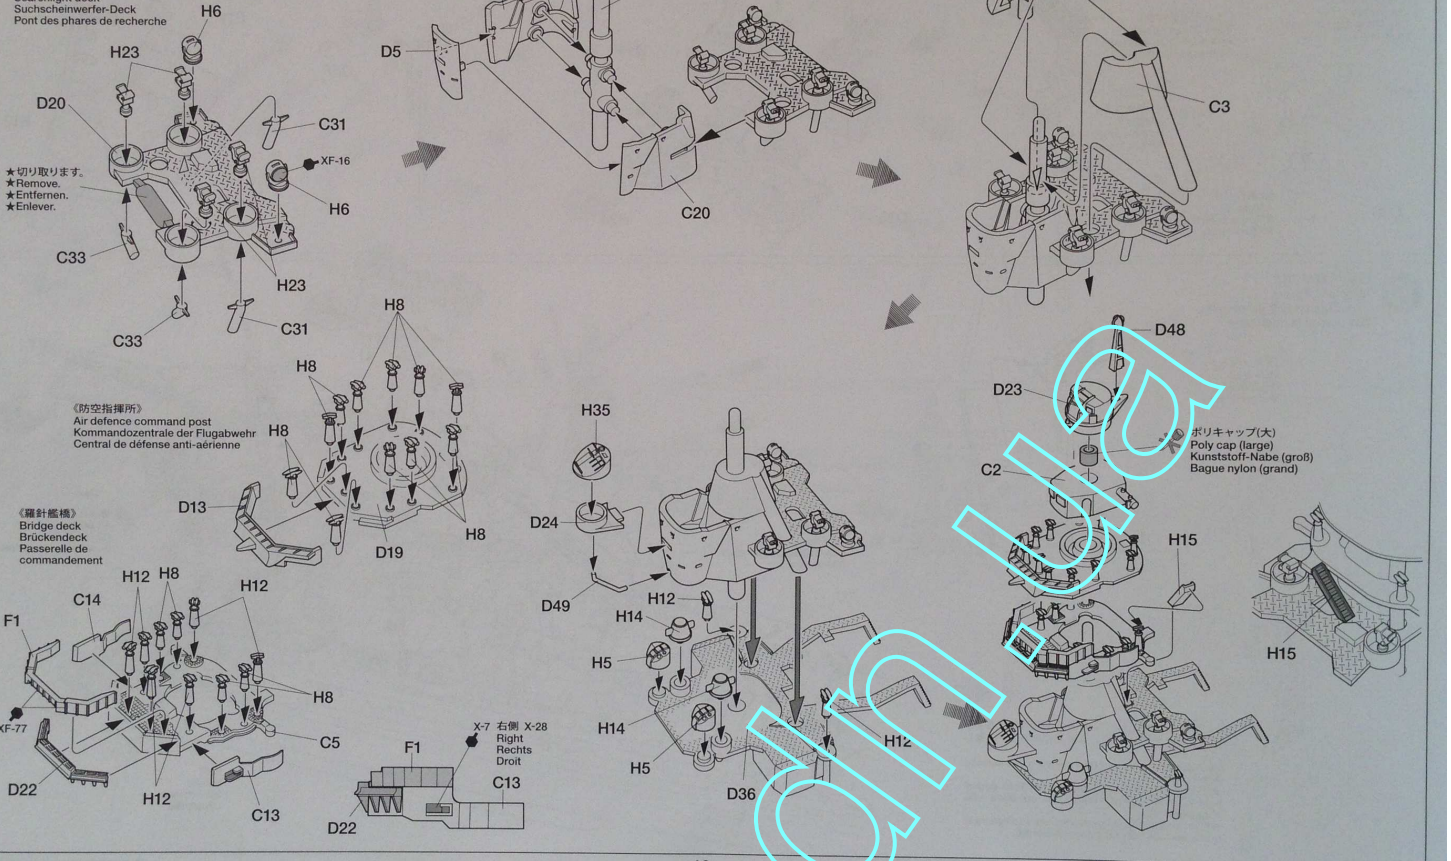 Suchscheinwerfer-Deck
Pont des phares de recherche
H6
H23
D20
C31
XF-16
★切り取ります。
★Remove.
★Entfernen.
★Enlever.
H6
C33
H23
C33
C31
D5
C20
C3
H8
H8
《防空指揮所》
Air defence command post
Kommandozentrale der Flugabwehr
Central de défense anti-aérienne
H8
D13
D19
H8
《羅針艦橋》
Bridge deck
Brückendeck
Passerelle de
commandement
H12
H8
H12
C14
F1
H8
XF-77
C5
D22
H12
C13
X-7 右側 X-28
Right
Rechts
Droit
F1
C13
D22
H35
D24
D49
H12
H14
H5
H14
H5
H12
D36
D48
D23
ポリキャップ(大)
Poly cap (large)
Kunststoff-Nabe (groß)
Bague nylon (grand)
C2
H15
H15